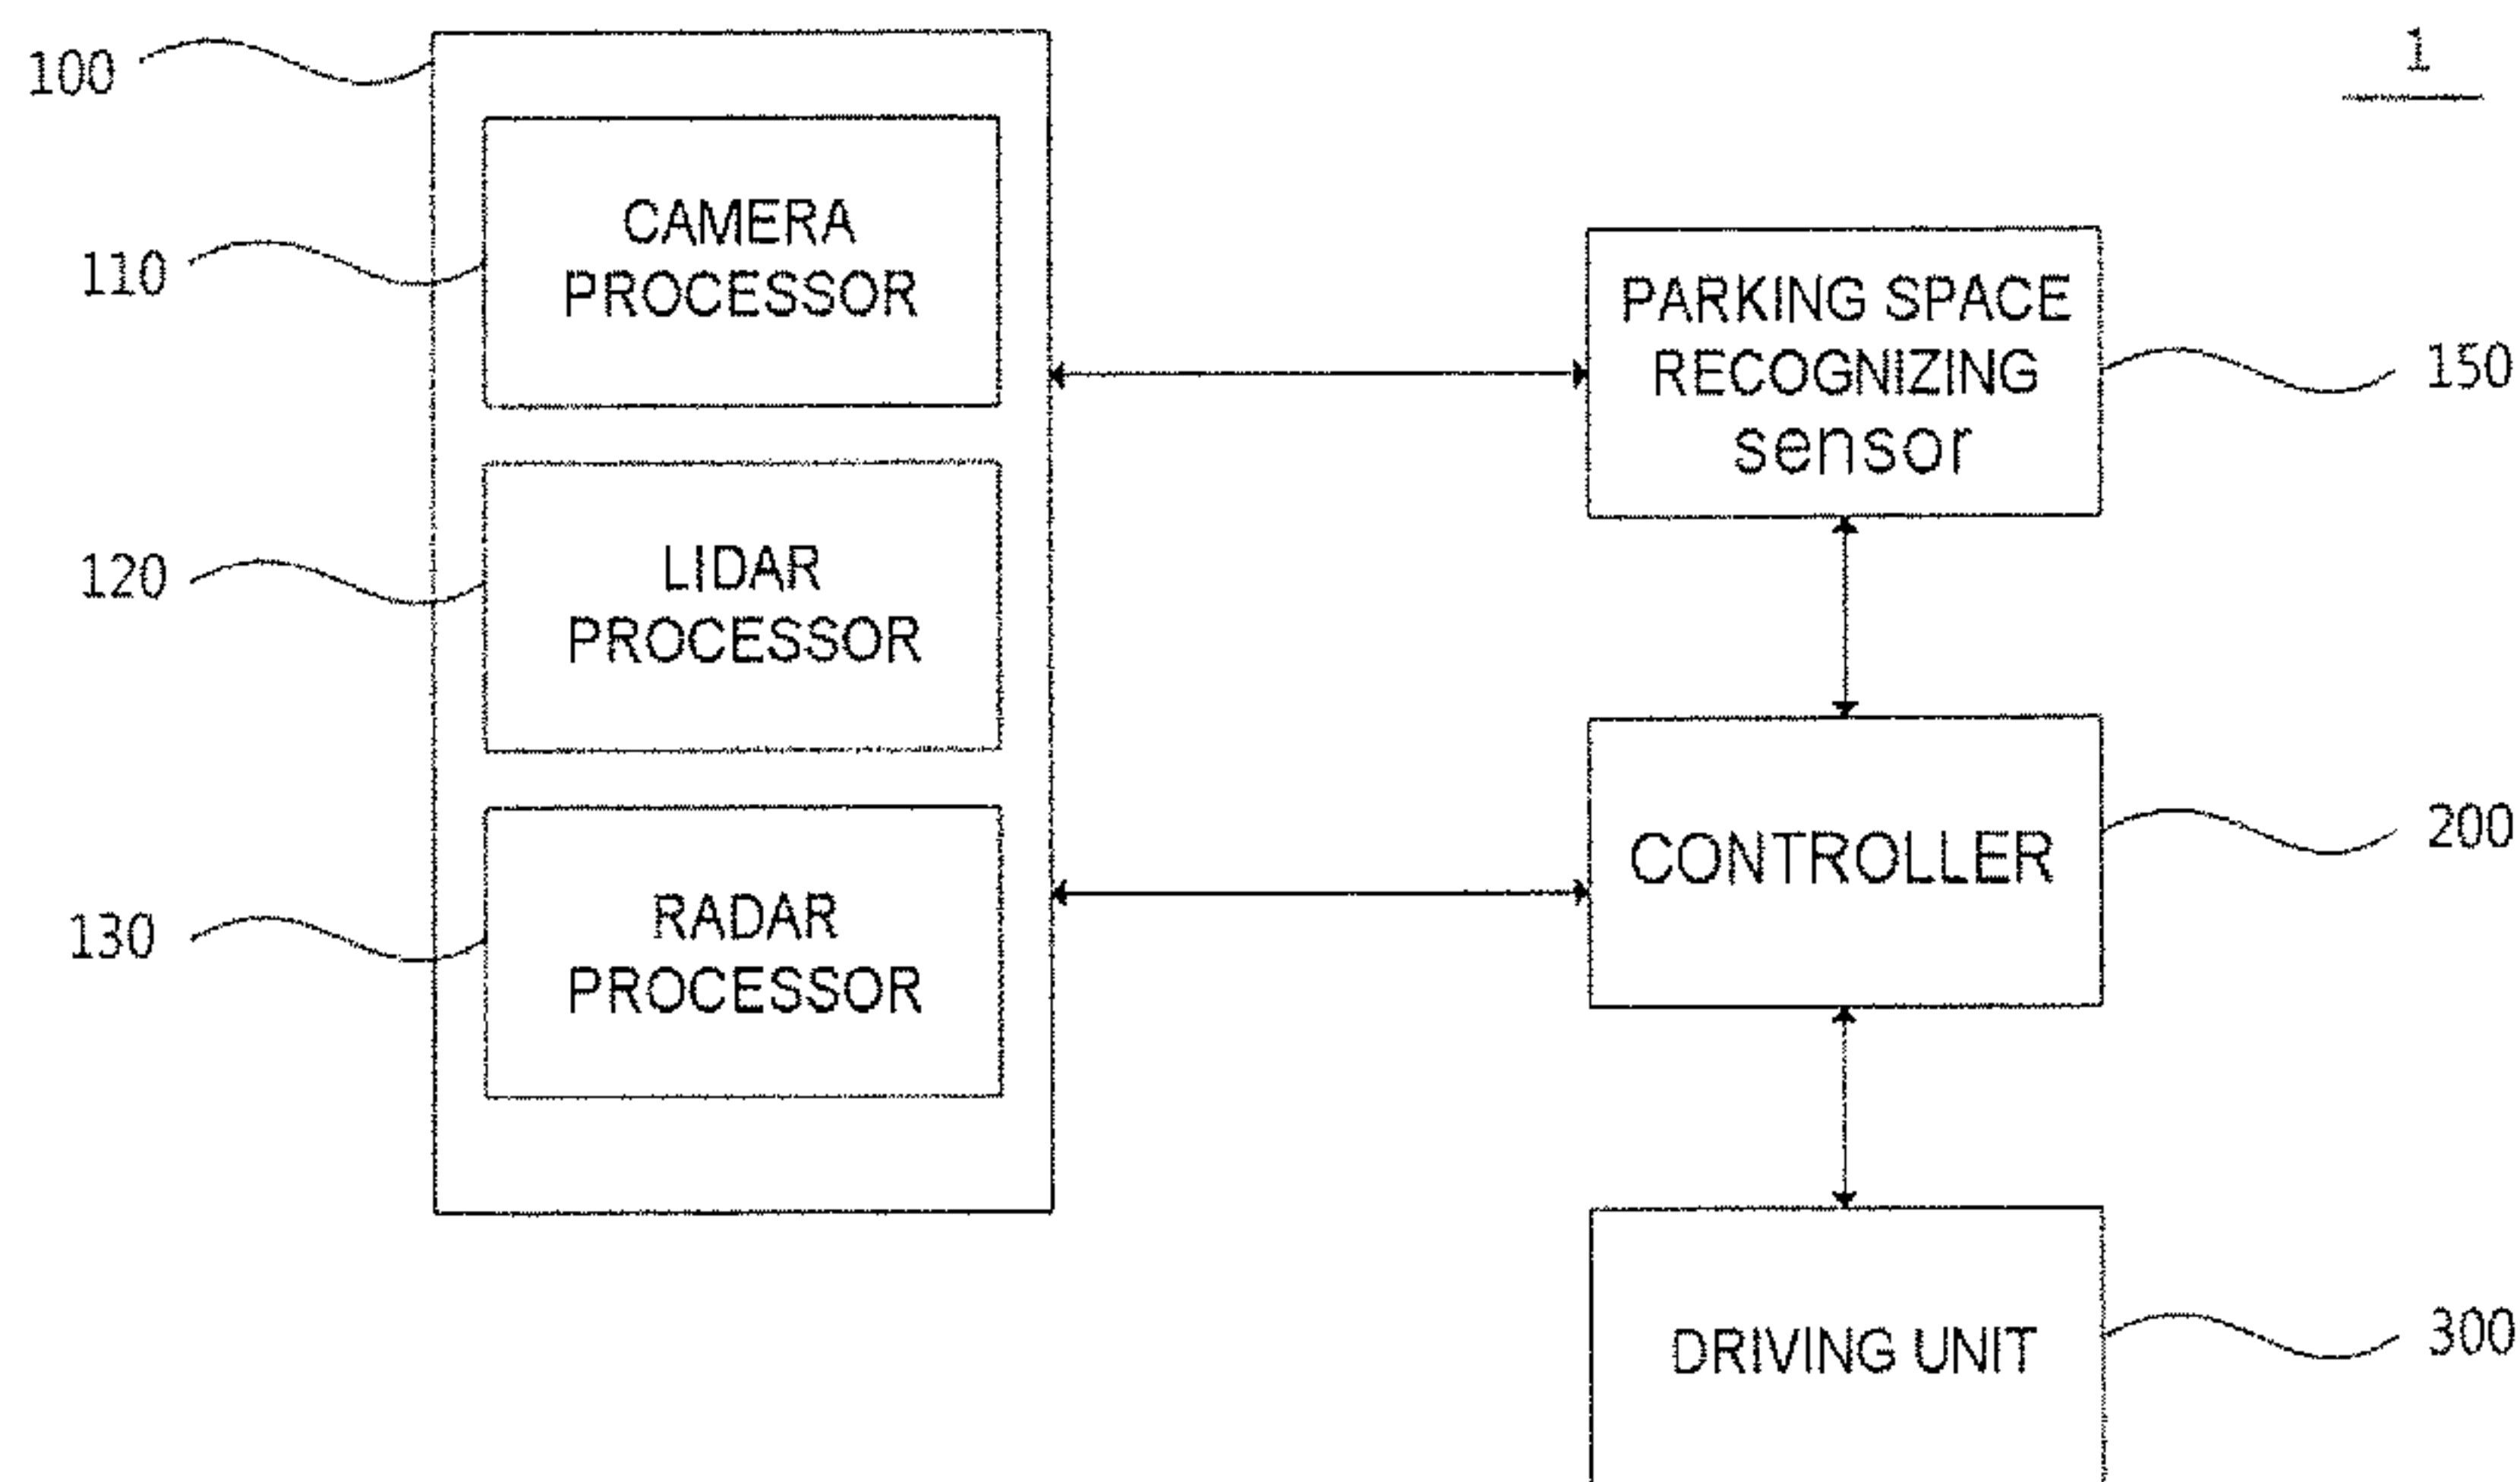 1
100
CAMERA
PROCESSOR
110
LIDAR
PROCESSOR
120
RADAR
PROCESSOR
130
PARKING SPACE
RECOGNIZING
sensor
150
CONTROLLER
200
DRIVING UNIT
300